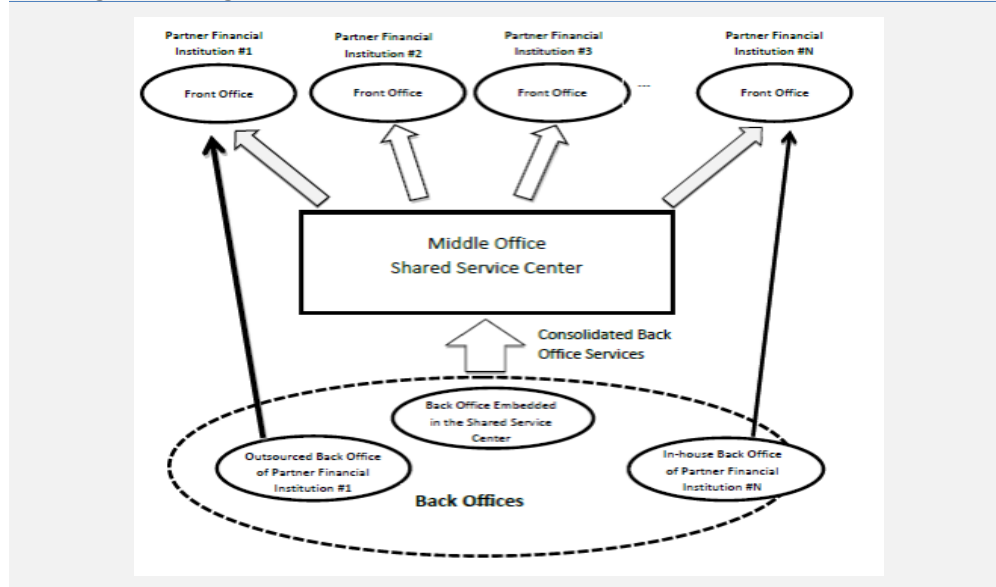 Partner Financial
Institution #1
Partner Financial
Institution #2
Partner Financial
Institution #3
Partner Financial
Institution #N
Front Office
Front Office
Front Office
...
Front Office
Middle Office
Shared Service Center
Consolidated Back
Office Services
Back Office Embedded
in the Shared Service
Center
Outsourced Back Office
of Partner Financial
Institution #1
In-house Back Office
of Partner Financial
Institution #N
Back Offices